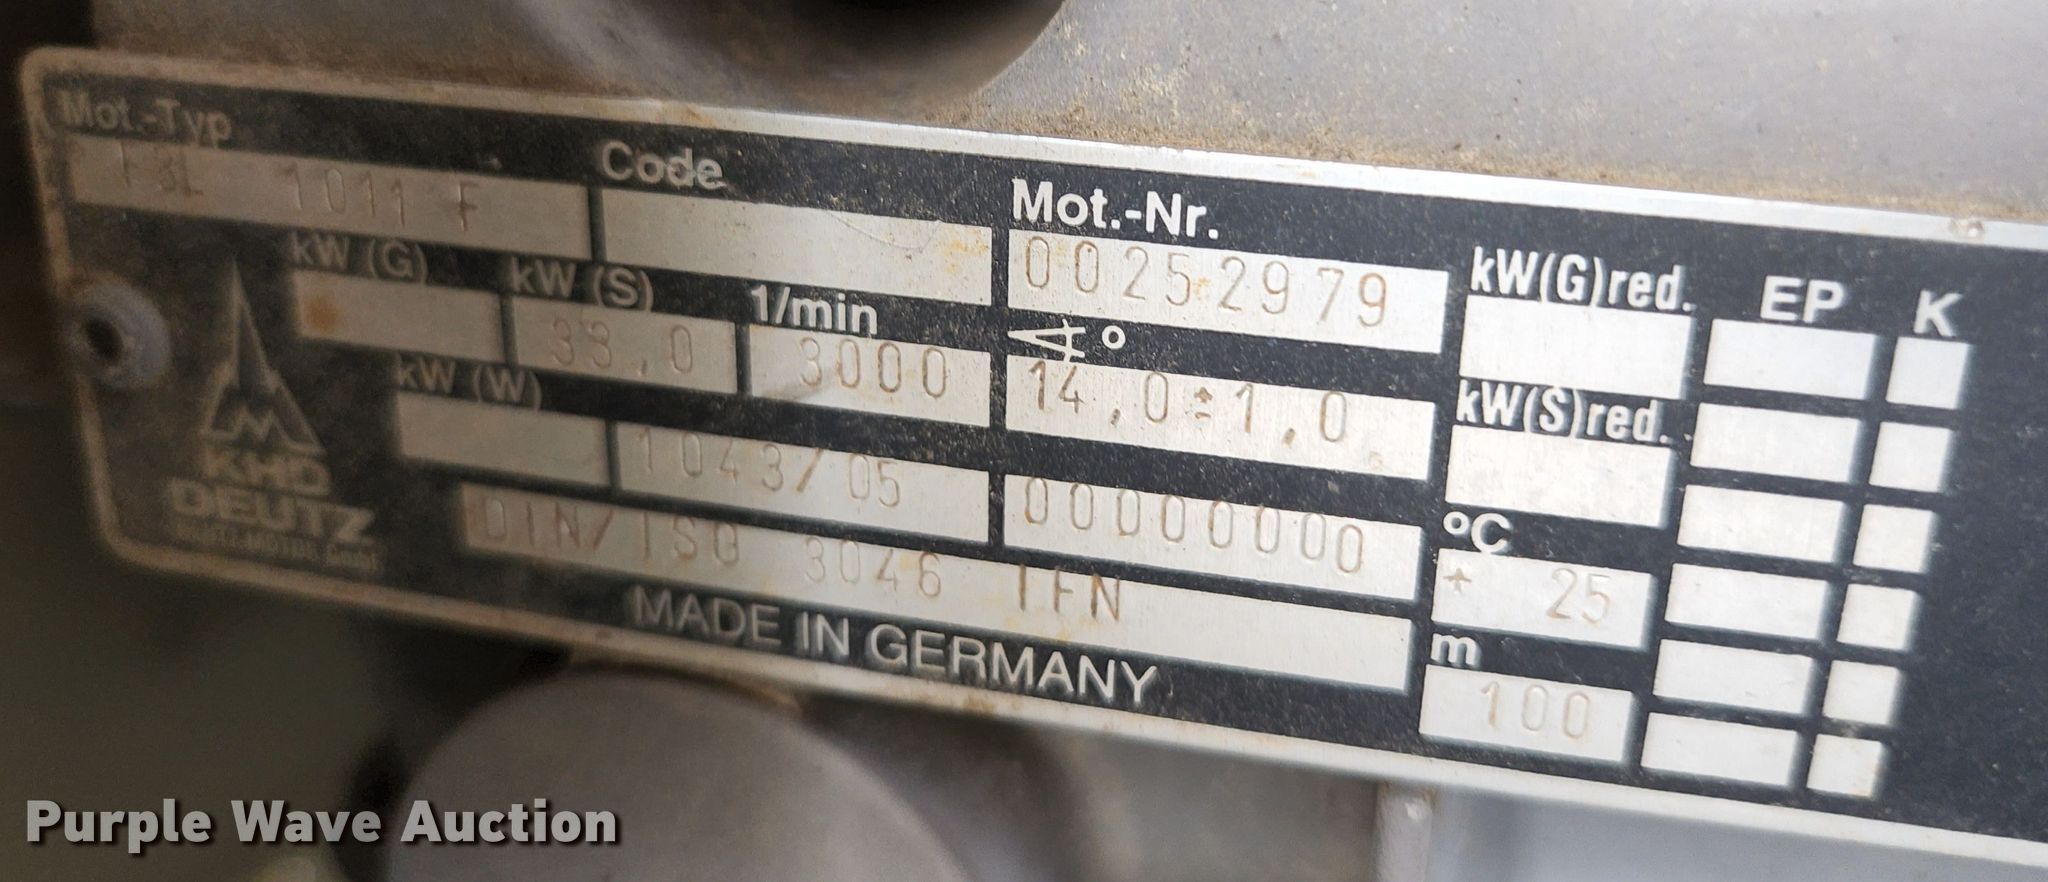 Mot.-Typ
F3L 1011 F
Code
Mot.-Nr.
00252979
kW (G)
kW (S)
33,0
1/min
3000
∢°
14,0±1,0
kW (W)
1043/05
00000000
DIN/ISO 3046 IFN
MADE IN GERMANY
KHD
DEUTZ
kW(G)red.
kW(S)red.
°C
+ 25
m
100
EP K
Purple Wave Auction